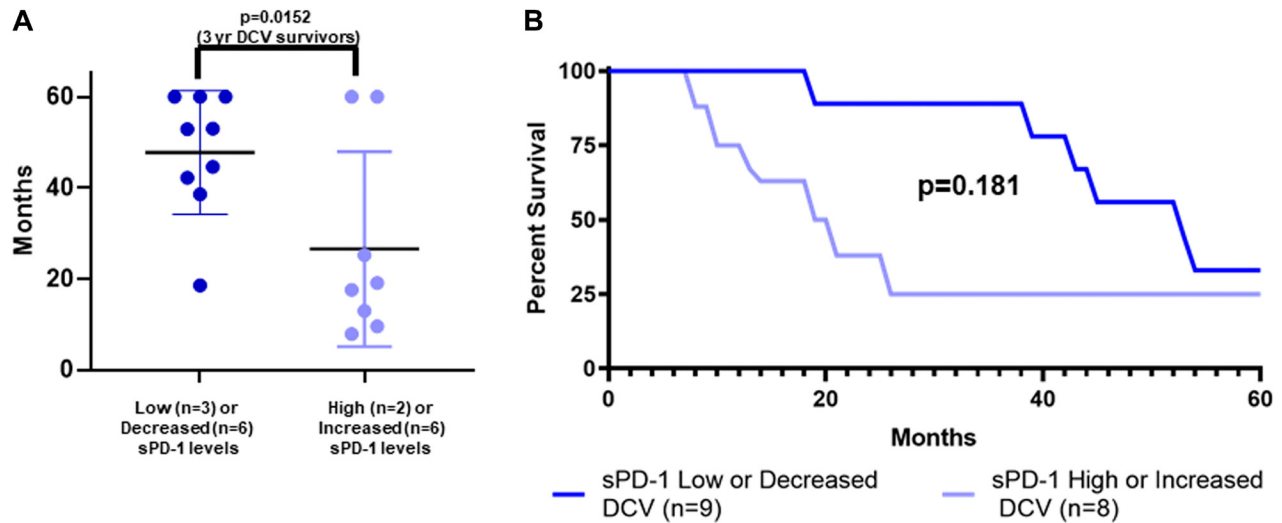 A
p=0.0152
(3 yr DCV survivors)
Months
60
40
20
0
Low (n=3) or
Decreased (n=6)
sPD-1 levels
High (n=2) or
Increased (n=6)
sPD-1 levels
B
Percent Survival
100
75
50
25
0
p=0.181
0
20
40
60
Months
sPD-1 Low or Decreased
DCV (n=9)
sPD-1 High or Increased
DCV (n=8)